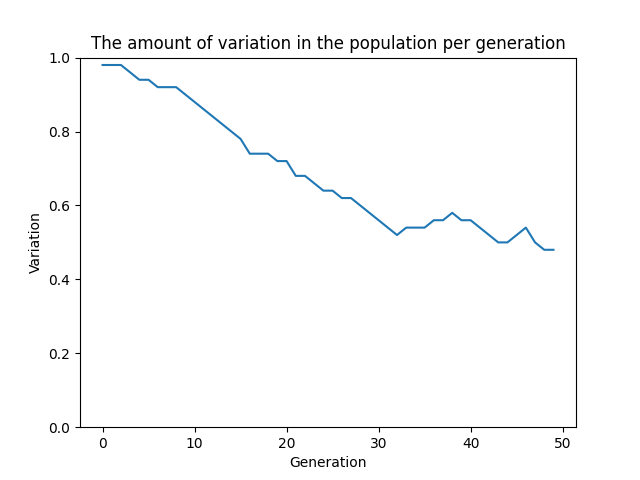 The amount of variation in the population per generation
1.0
0.8
0.6
0.4
0.2
0.0
Variation
0 10 20 30 40 50
Generation